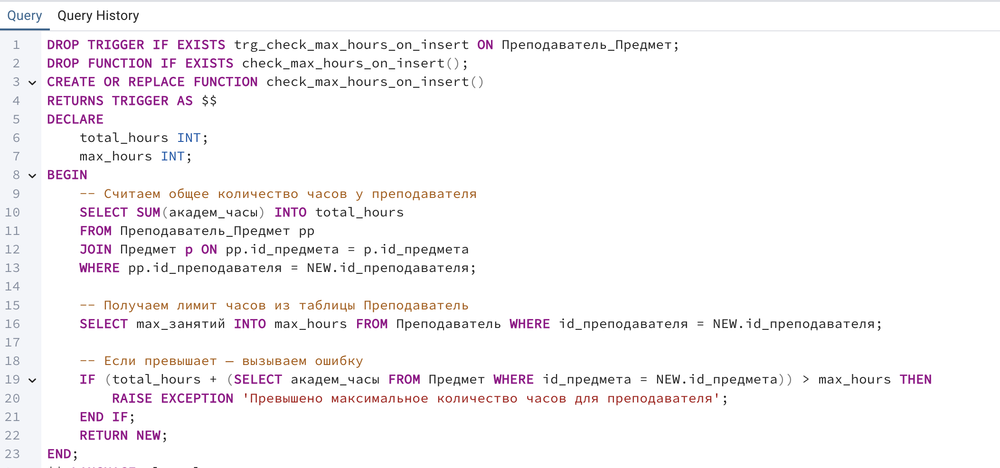 Query Query History
1 DROP TRIGGER IF EXISTS trg_check_max_hours_on_insert ON Преподаватель_Предмет;
2 DROP FUNCTION IF EXISTS check_max_hours_on_insert();
3 CREATE OR REPLACE FUNCTION check_max_hours_on_insert()
4 RETURNS TRIGGER AS $$
5 DECLARE
6 total_hours INT;
7 max_hours INT;
8 BEGIN
9 -- Считаем общее количество часов у преподавателя
10 SELECT SUM(академ_часы) INTO total_hours
11 FROM Преподаватель_Предмет pp
12 JOIN Предмет p ON pp.id_предмета = p.id_предмета
13 WHERE pp.id_преподавателя = NEW.id_преподавателя;
14
15 -- Получаем лимит часов из таблицы Преподаватель
16 SELECT max_занятий INTO max_hours FROM Преподаватель WHERE id_преподавателя = NEW.id_преподавателя;
17
18 -- Если превышает — вызываем ошибку
19 IF (total_hours + (SELECT академ_часы FROM Предмет WHERE id_предмета = NEW.id_предмета)) > max_hours THEN
20 RAISE EXCEPTION 'Превышено максимальное количество часов для преподавателя';
21 END IF;
22 RETURN NEW;
23 END;